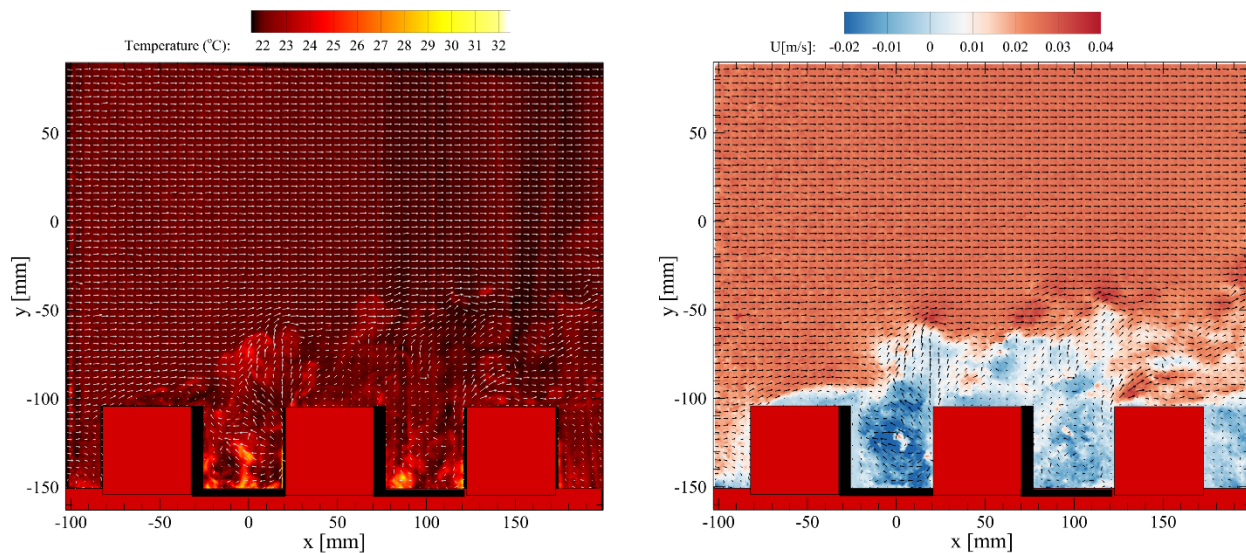 Temperature (°C): 22 23 24 25 26 27 28 29 30 31 32
y [mm]
50
0
-50
-100
-150
-100 -50 0 50 100 150
x [mm]
U[m/s]: -0.02 -0.01 0 0.01 0.02 0.03 0.04
y [mm]
50
0
-50
-100
-150
-100 -50 0 50 100 150
x [mm]